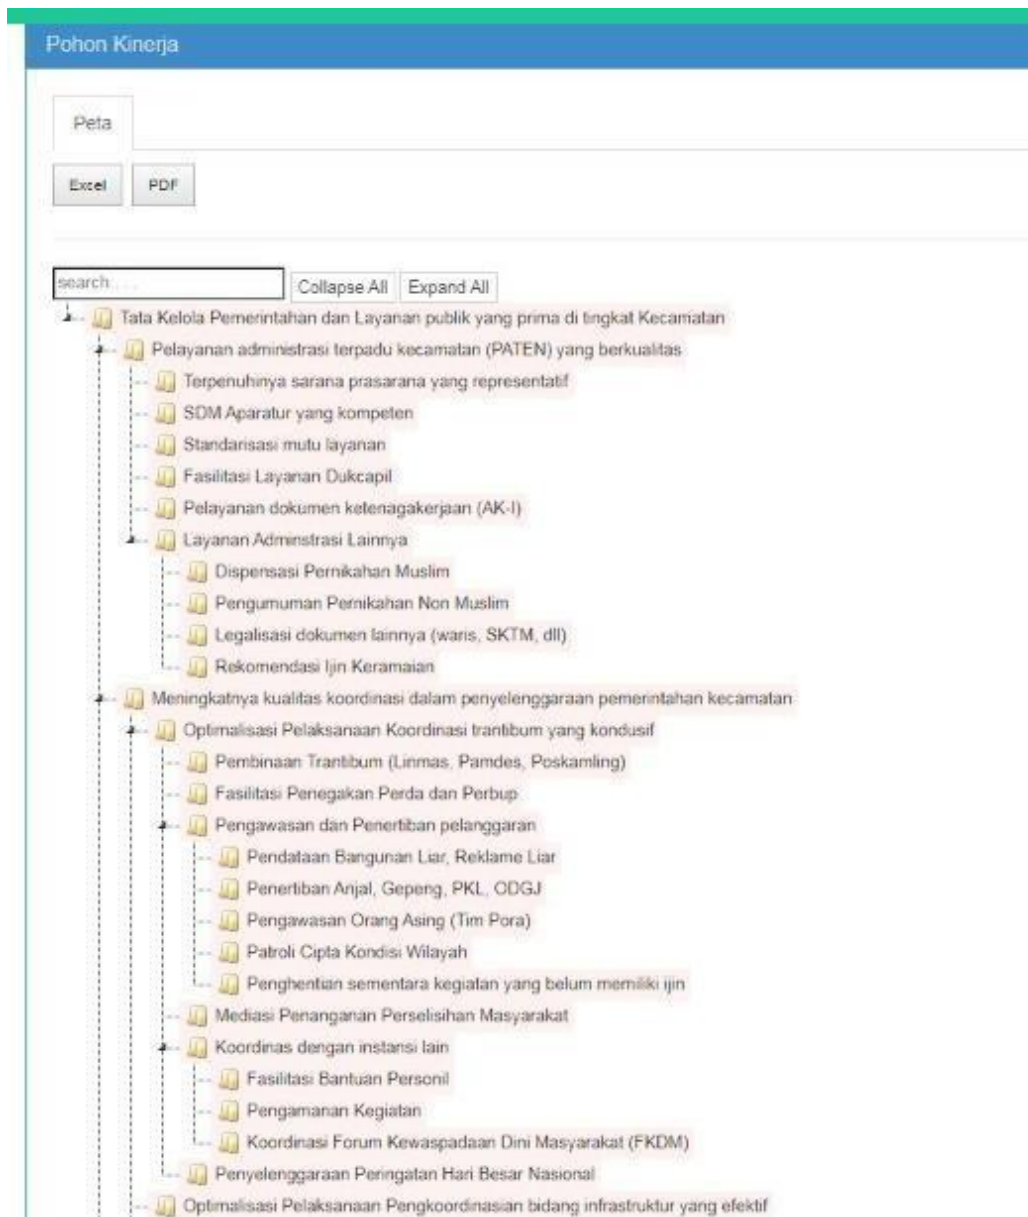 Pohon Kinerja
Peta
Excel PDF
search . . . Collapse All Expand All
Tata Kelola Pemerintahan dan Layanan publik yang prima di tingkat Kecamatan
Pelayanan administrasi terpadu kecamatan (PATEN) yang berkualitas
Terpenuhinya sarana prasarana yang representatif
SDM Aparatur yang kompeten
Standarisasi mutu layanan
Fasilitasi Layanan Dukcapil
Pelayanan dokumen ketenagakerjaan (AK-I)
Layanan Adminstrasi Lainnya
Dispensasi Pernikahan Muslim
Pengumuman Pernikahan Non Muslim
Legalisasi dokumen lainnya (waris, SKTM, dll)
Rekomendasi Ijin Keramaian
Meningkatnya kualitas koordinasi dalam penyelenggaraan pemerintahan kecamatan
Optimalisasi Pelaksanaan Koordinasi trantibum yang kondusif
Pembinaan Trantibum (Linmas, Pamdes, Poskamling)
Fasilitasi Penegakan Perda dan Perbup
Pengawasan dan Penertiban pelanggaran
Pendataan Bangunan Liar, Reklame Liar
Penertiban Anjal, Gepeng, PKL, ODGJ
Pengawasan Orang Asing (Tim Pora)
Patroli Cipta Kondisi Wilayah
Penghentian sementara kegiatan yang belum memiliki ijin
Mediasi Penanganan Perselisihan Masyarakat
Koordinas dengan instansi lain
Fasilitasi Bantuan Personil
Pengamanan Kegiatan
Koordinasi Forum Kewaspadaan Dini Masyarakat (FKDM)
Penyelenggaraan Peringatan Hari Besar Nasional
Optimalisasi Pelaksanaan Pengkoordinasian bidang infrastruktur yang efektif